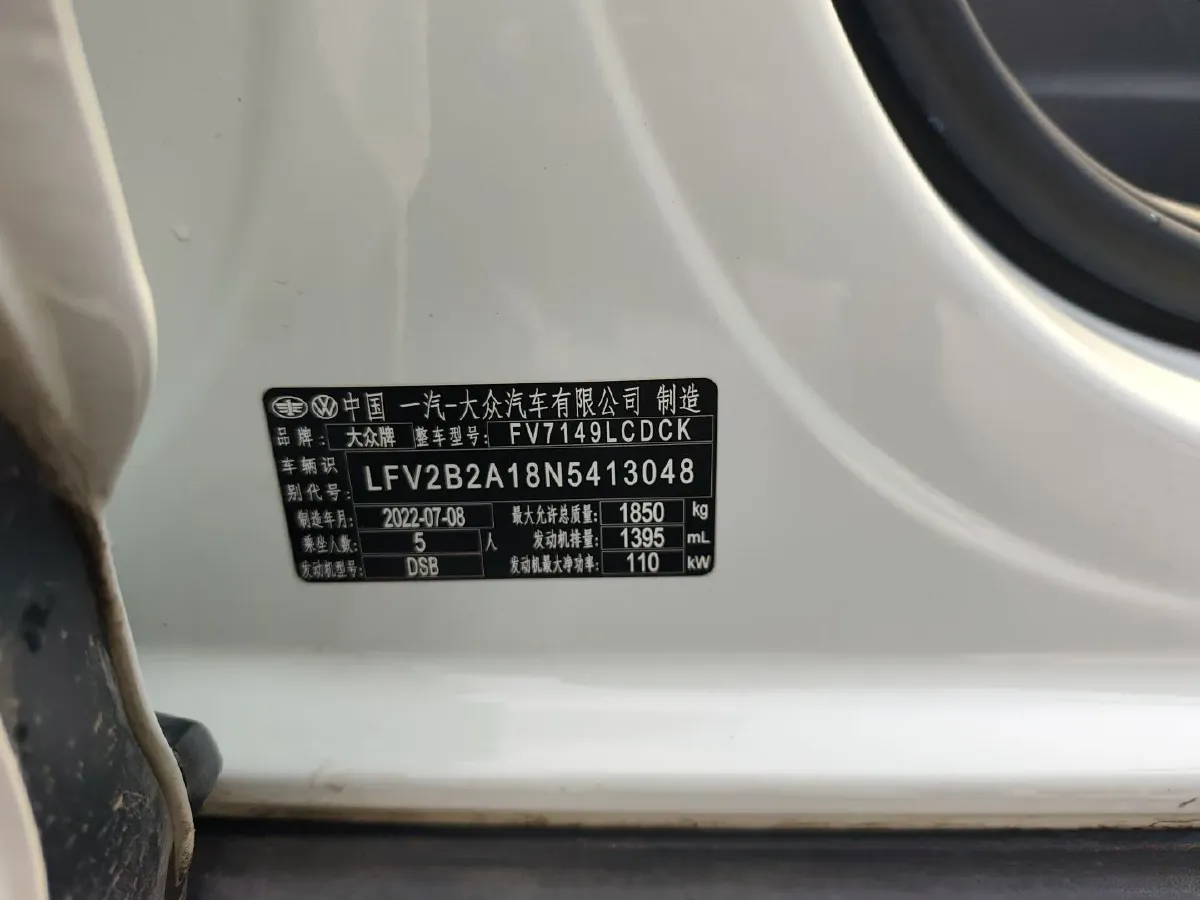 中国 一汽-大众汽车有限公司 制造
品牌: 大众牌 整车型号: FV7149LCDCK
车辆识别代号: LFV2B2A18N5413048
制造年月: 2022-07-08 最大允许总质量: 1850 kg
乘坐人数: 5 人 发动机排量: 1395 mL
发动机型号: DSB 发动机最大净功率: 110 kW